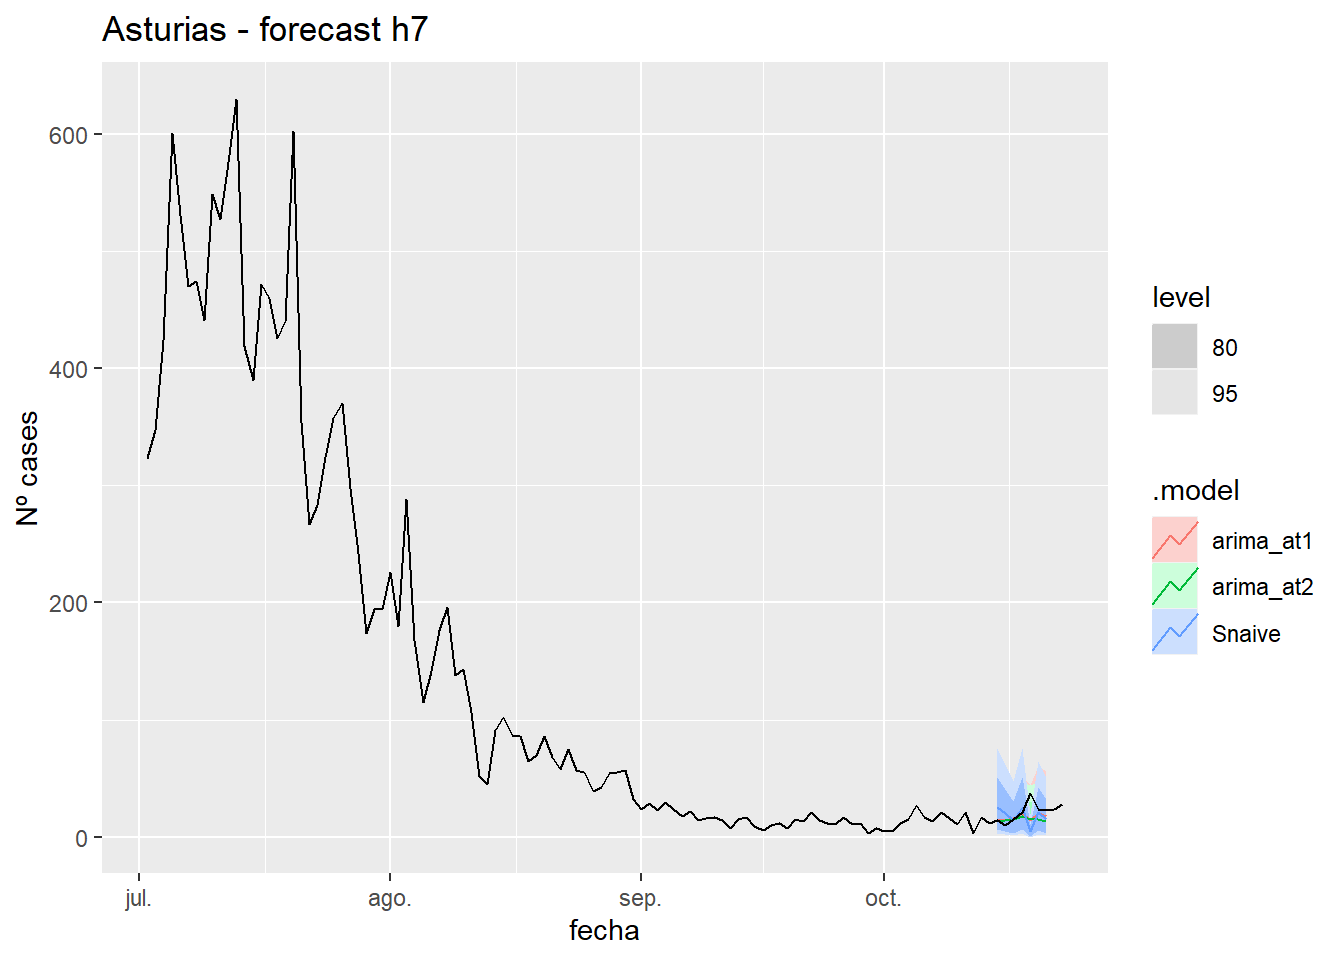 Asturias - forecast h7
Nº cases
600
400
200
0
jul.
ago.
sep.
oct.
fecha
level
80
95
.model
arima_at1
arima_at2
Snaive